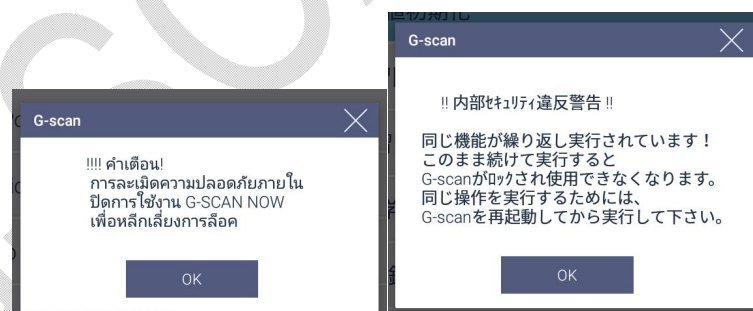 G-scan
!!!! คำเตือน!
การละเมิดความปลอดภัยภายใน
ปิดการใช้งาน G-SCAN NOW
เพื่อหลีกเลี่ยงการล็อค
OK
G-scan
!! 内部ｾｷｭﾘﾃｨ違反警告 !!
同じ機能が繰り返し実行されています！
このまま続けて実行すると
G-scanがﾛｯｸされ使用できなくなります。
同じ操作を実行するためには、
G-scanを再起動してから実行して下さい。
OK